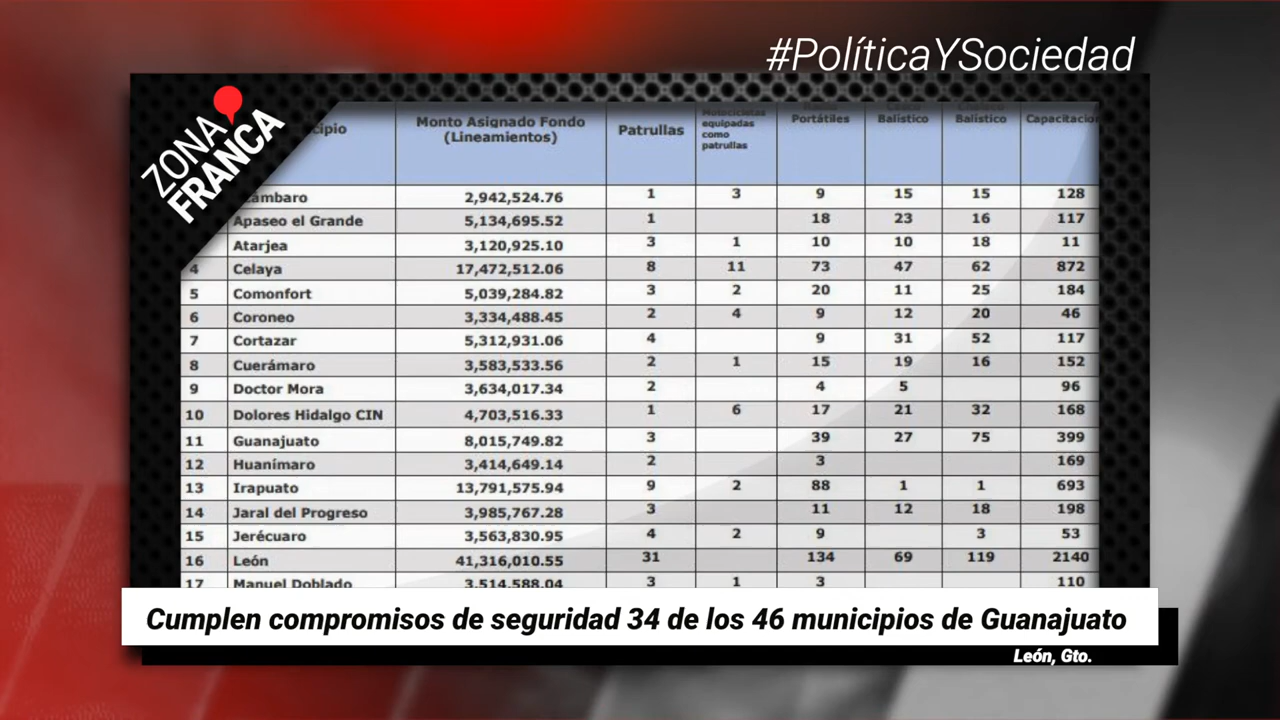 #PolíticaYSociedad
ZONA
FRANCA
cipio Monto Asignado Fondo (Lineamientos) Patrullas Motocicletas equipadas como patrullas Portátiles Balístico Balístico Capacitacion
ámbaro 2,942,524.76 1 3 9 15 15 128
Apaseo el Grande 5,134,695.52 1 18 23 16 117
Atarjea 3,120,925.10 3 1 10 10 18 11
4 Celaya 17,472,512.06 8 11 73 47 62 872
5 Comonfort 5,039,284.82 3 2 20 11 25 184
6 Coroneo 3,334,488.45 2 4 9 12 20 46
7 Cortazar 5,312,931.06 4 9 31 52 117
8 Cuerámaro 3,583,533.56 2 1 15 19 16 152
9 Doctor Mora 3,634,017.34 2 4 5 96
10 Dolores Hidalgo CIN 4,703,516.33 1 6 17 21 32 168
11 Guanajuato 8,015,749.82 3 39 27 75 399
12 Huanímaro 3,414,649.14 2 3 169
13 Irapuato 13,791,575.94 9 2 88 1 1 693
14 Jaral del Progreso 3,985,767.28 3 11 12 18 198
15 Jerécuaro 3,563,830.95 4 2 9 3 53
16 León 41,316,010.55 31 134 69 119 2140
17 Manuel Doblado 3,514,588.04 3 1 3 110
Cumplen compromisos de seguridad 34 de los 46 municipios de Guanajuato
León, Gto.